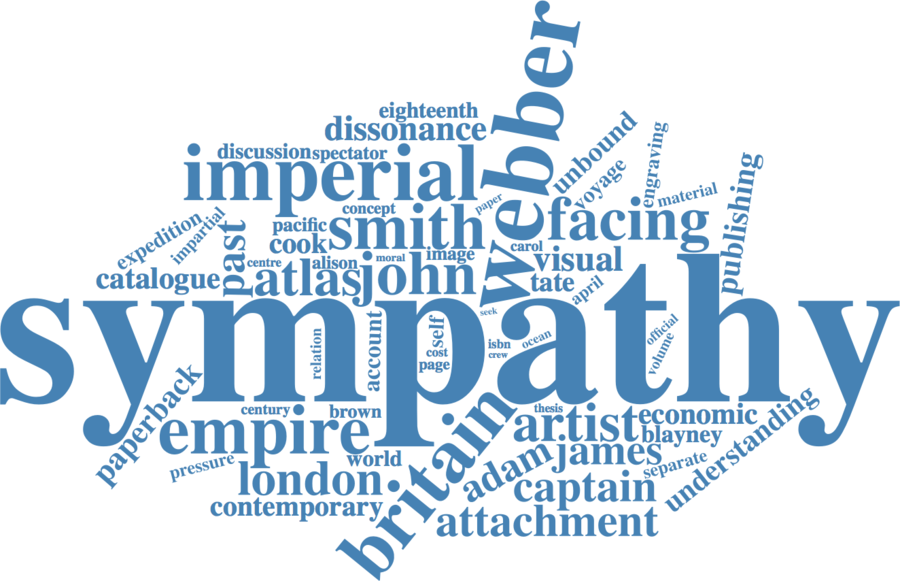 webber
eighteenth
dissonance
unbound
engraving
discussion
spectator
imperial
voyage
material
publishing
paper
concept
expedition
impartial
past
pacific
cook
smith
facing
carol
catalogue
centre
alison
moral
image
visual
atlas
john
tate
april
sympathy
seek
relation
account
self
cost
page
isbn
crew
ocean
official
volume
paperback
century
brown
thesis
empire
britain
artist
economic
blayney
understanding
pressure
world
adam
james
separate
london
captain
contemporary
attachment